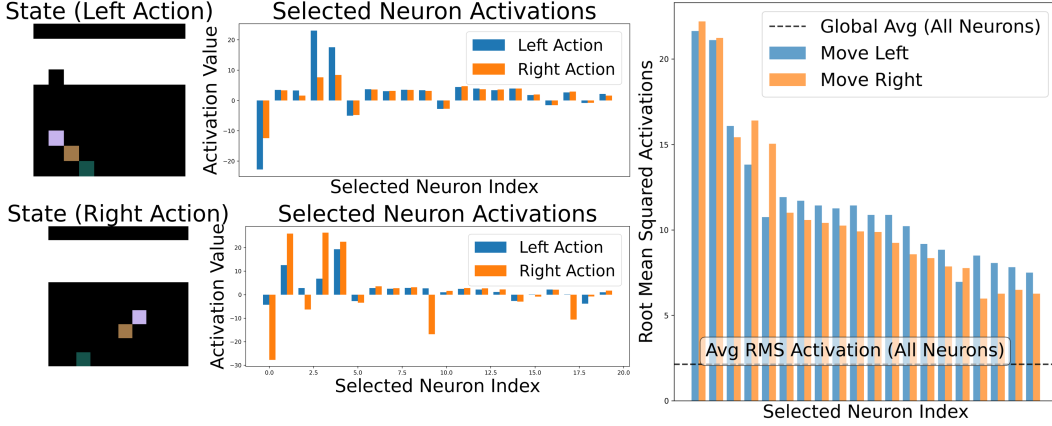 State (Left Action)
Selected Neuron Activations
Activation Value
20
10
0
−10
−20
Left Action
Right Action
Selected Neuron Index
State (Right Action)
Selected Neuron Activations
Activation Value
20
10
0
−10
−20
−30
Left Action
Right Action
0.0
2.5
5.0
7.5
10.0
12.5
15.0
17.5
20.0
Selected Neuron Index
Root Mean Squared Activations
20
15
10
5
0
Global Avg (All Neurons)
Move Left
Move Right
Avg RMS Activation (All Neurons)
Selected Neuron Index